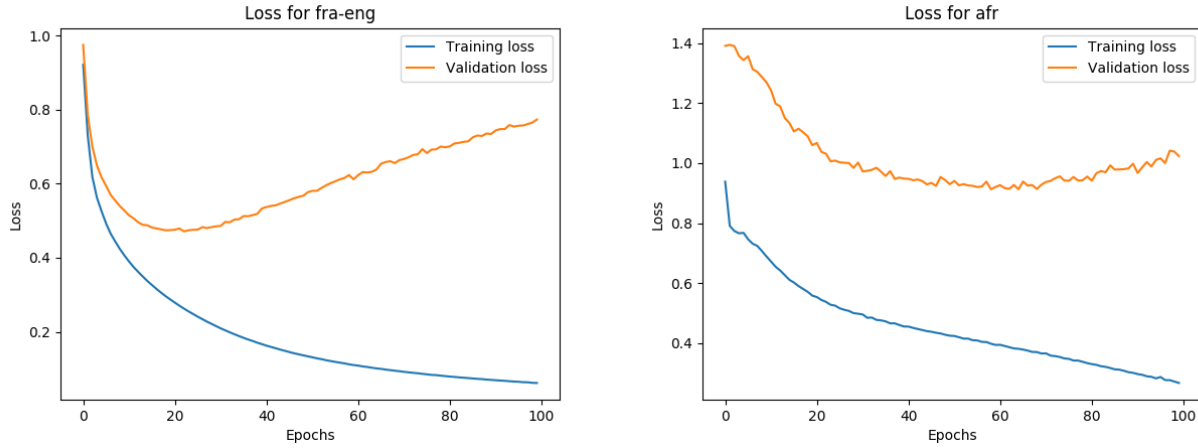 Loss for fra-eng
Training loss
Validation loss
1.0
0.8
0.6
0.4
0.2
Loss
0
20
40
60
80
100
Epochs
Loss for afr
Training loss
Validation loss
1.4
1.2
1.0
0.8
0.6
0.4
Loss
0
20
40
60
80
100
Epochs